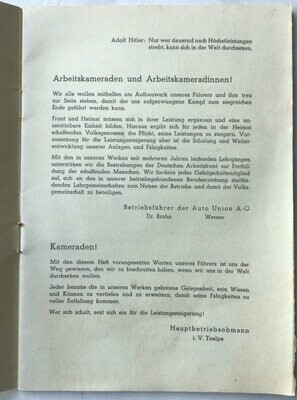 Adolf Hitler: Nur wer dauernd nach Höchstleistungen
strebt, kann sich in der Welt durchsetzen.
Arbeitskameraden und Arbeitskameradinnen!
Wir alle wollen mithelfen am Aufbauwerk unseres Führers und ihm treu
zur Seite stehen, damit der uns aufgezwungene Kampf zum siegreichen
Ende geführt werden kann.
Front und Heimat müssen sich in ihrer Leistung ergänzen und eine un-
zerstörbare Einheit bilden. Hieraus ergibt sich für jeden in der Heimat
schaffenden Volksgenossen die Pflicht, seine Leistungen zu steigern. Vor-
aussetzung für die Leistungssteigerung aber ist die Schulung und Weiter-
entwicklung unserer Anlagen und Fähigkeiten.
Mit den in unseren Werken seit mehreren Jahren laufenden Lehrgängen
unterstützen wir die Bestrebungen der Deutschen Arbeitsfront zur Fortbil-
dung der schaffenden Menschen. Wir fordern jedes Gefolgschaftsmitglied
auf, sich an den in unserer betriebsgebundenen Berufserziehung stattfin-
denden Lehrgemeinschaften zum Nutzen der Betriebs- und damit der Volks-
gemeinschaft zu beteiligen.
Betriebsführer der Auto Union A-G
Dr. Bruhn Werner
Kameraden!
Mit den diesem Heft vorangesetzten Worten unseres Führers ist uns der
Weg gewiesen, den wir zu beschreiten haben, wenn wir uns in der Welt
durchsetzen wollen.
Jeder benutze die in unseren Werken gebotene Gelegenheit, sein Wissen
und Können zu vertiefen und zu erweitern, damit seine Fähigkeiten zu
voller Entfaltung kommen.
Wer sich schult, setzt sich ein für die Leistungssteigerung!
Hauptbetriebsobmann
i. V. Toelpe